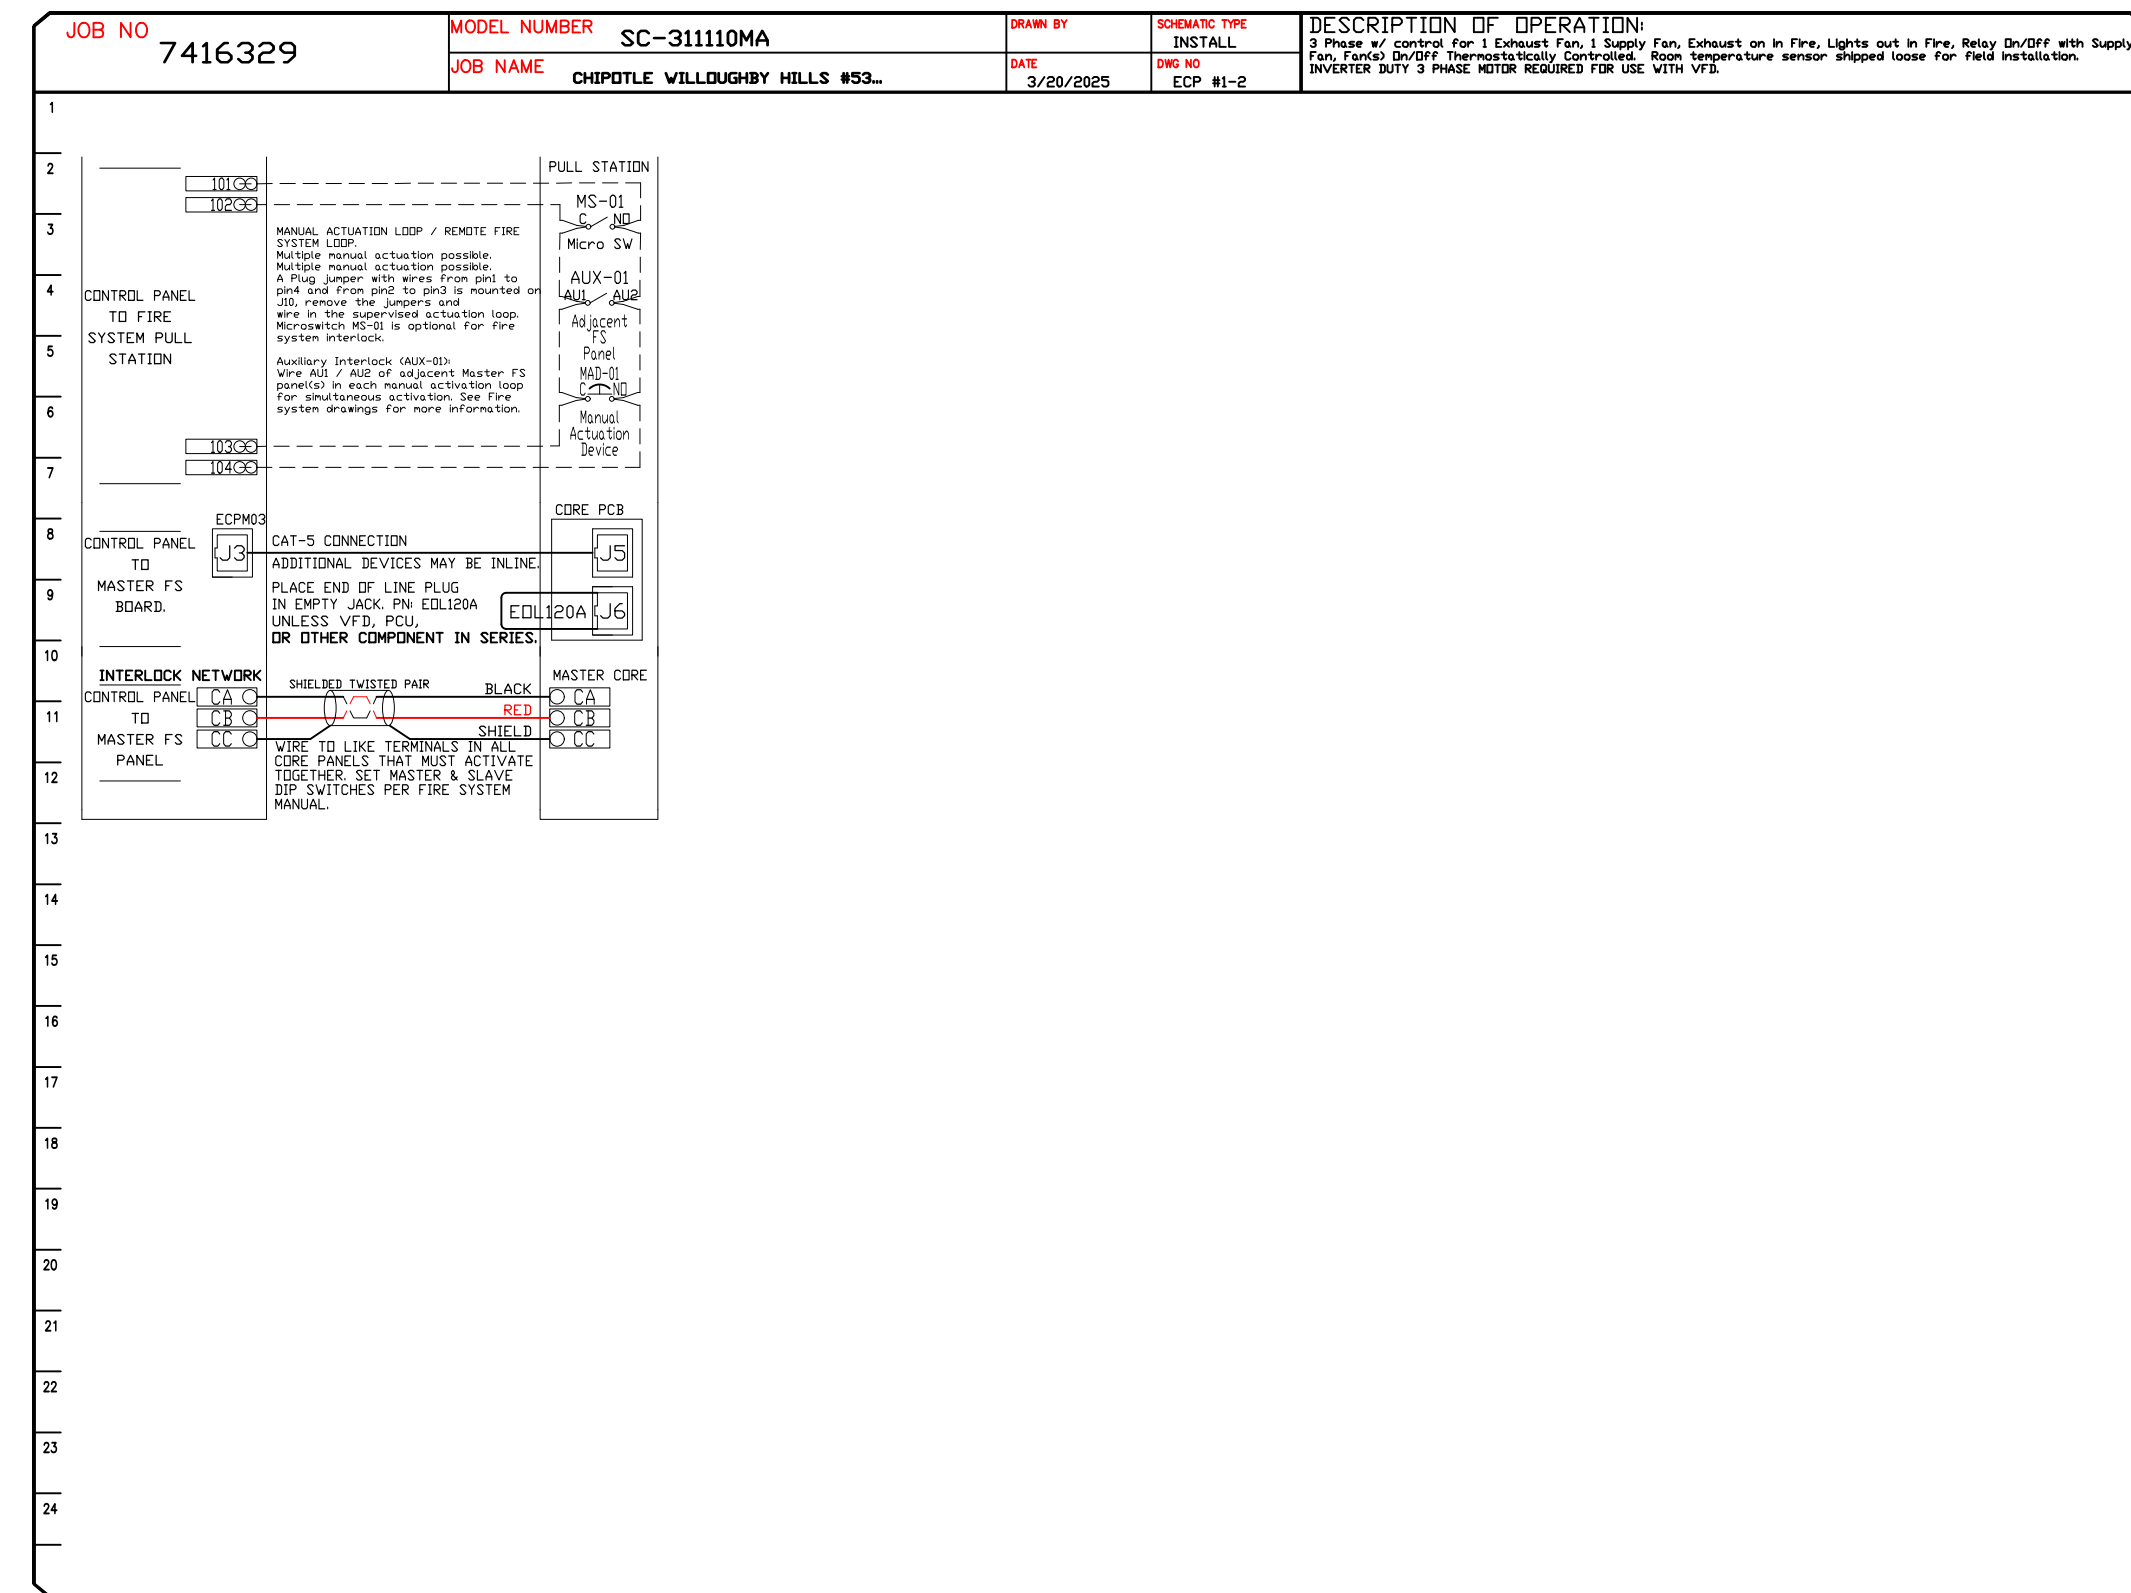 JOB NO
7416329
MODEL NUMBER
SC-311110MA
JOB NAME
CHIPOTLE WILLOUGHBY HILLS #53...
DRAWN BY
DATE
3/20/2025
SCHEMATIC TYPE
INSTALL
DWG NO
ECP #1-2
DESCRIPTION OF OPERATION:
3 Phase w/ control for 1 Exhaust Fan, 1 Supply Fan, Exhaust on in Fire, Lights out in Fire, Relay On/Off with Supply
Fan, Fan(s) On/Off Thermostatically Controlled. Room temperature sensor shipped loose for field installation.
INVERTER DUTY 3 PHASE MOTOR REQUIRED FOR USE WITH VFD.
1
2
3
4
5
6
7
8
9
10
11
12
13
14
15
16
17
18
19
20
21
22
23
24
CONTROL PANEL
TO FIRE
SYSTEM PULL
STATION
101
102
103
104
MANUAL ACTUATION LOOP / REMOTE FIRE
SYSTEM LOOP.
Multiple manual actuation possible.
Multiple manual actuation possible.
A Plug jumper with wires from pin1 to
pin4 and from pin2 to pin3 is mounted on
J10, remove the jumpers and
wire in the supervised actuation loop.
Microswitch MS-01 is optional for fire
system interlock.
Auxiliary Interlock (AUX-01):
Wire AU1 / AU2 of adjacent Master FS
panel(s) in each manual activation loop
for simultaneous activation. See Fire
system drawings for more information.
PULL STATION
MS-01
C NO
Micro SW
AUX-01
AU1 AU2
Adjacent
FS
Panel
MAD-01
C NO
Manual
Actuation
Device
CONTROL PANEL
TO
MASTER FS
BOARD.
ECPM03
J3
CAT-5 CONNECTION
ADDITIONAL DEVICES MAY BE INLINE.
PLACE END OF LINE PLUG
IN EMPTY JACK. PN: EOL120A
UNLESS VFD, PCU,
OR OTHER COMPONENT IN SERIES.
CORE PCB
J5
EOL120A
J6
INTERLOCK NETWORK
CONTROL PANEL
TO
MASTER FS
PANEL
CA
CB
CC
SHIELDED TWISTED PAIR
BLACK
RED
SHIELD
MASTER CORE
CA
CB
CC
WIRE TO LIKE TERMINALS IN ALL
CORE PANELS THAT MUST ACTIVATE
TOGETHER. SET MASTER & SLAVE
DIP SWITCHES PER FIRE SYSTEM
MANUAL.